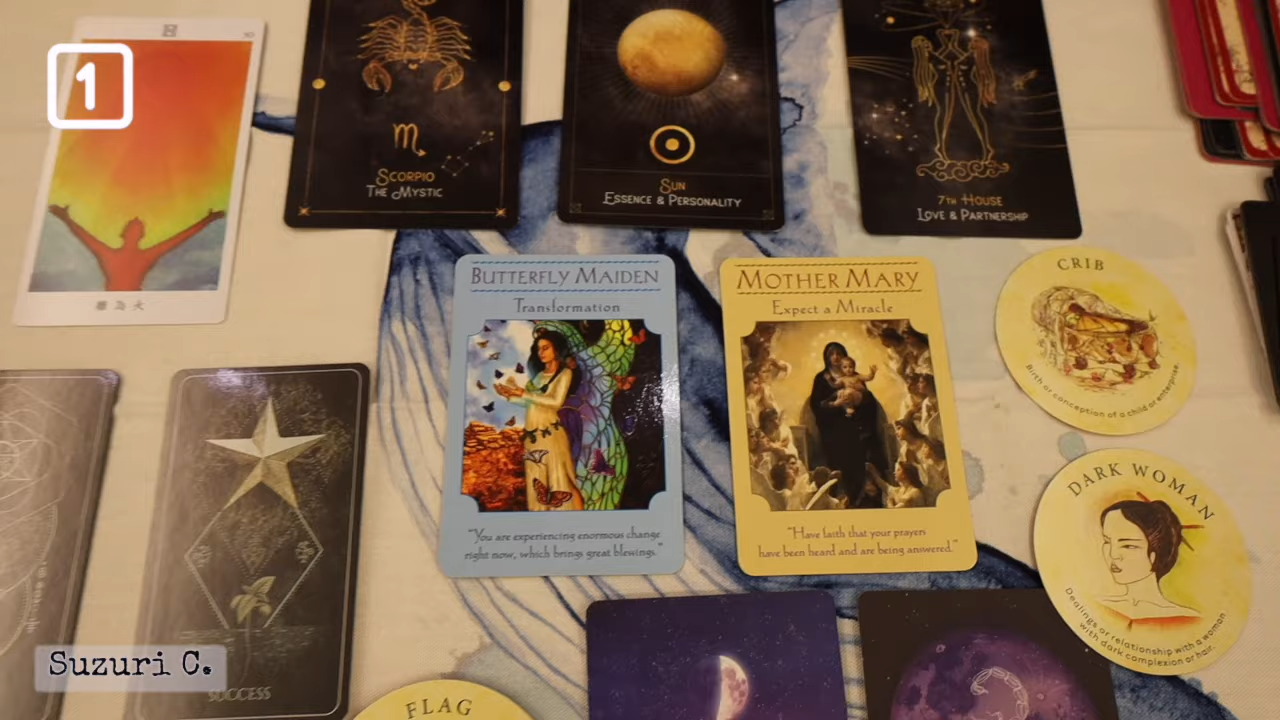 1
SCORPIO
THE MYSTIC
SUN
ESSENCE & PERSONALITY
7TH HOUSE
LOVE & PARTNERSHIP
離為火
BUTTERFLY MAIDEN
Transformation
"You are experiencing enormous change
right now, which brings great blessings."
MOTHER MARY
Expect a Miracle
"Have faith that your prayers
have been heard and are being answered."
CRIB
Birth or conception of a child or enterprise.
DARK WOMAN
Dealings or relationship with a woman
with dark complexion or hair.
SUCCESS
FLAG
Suzuri C.